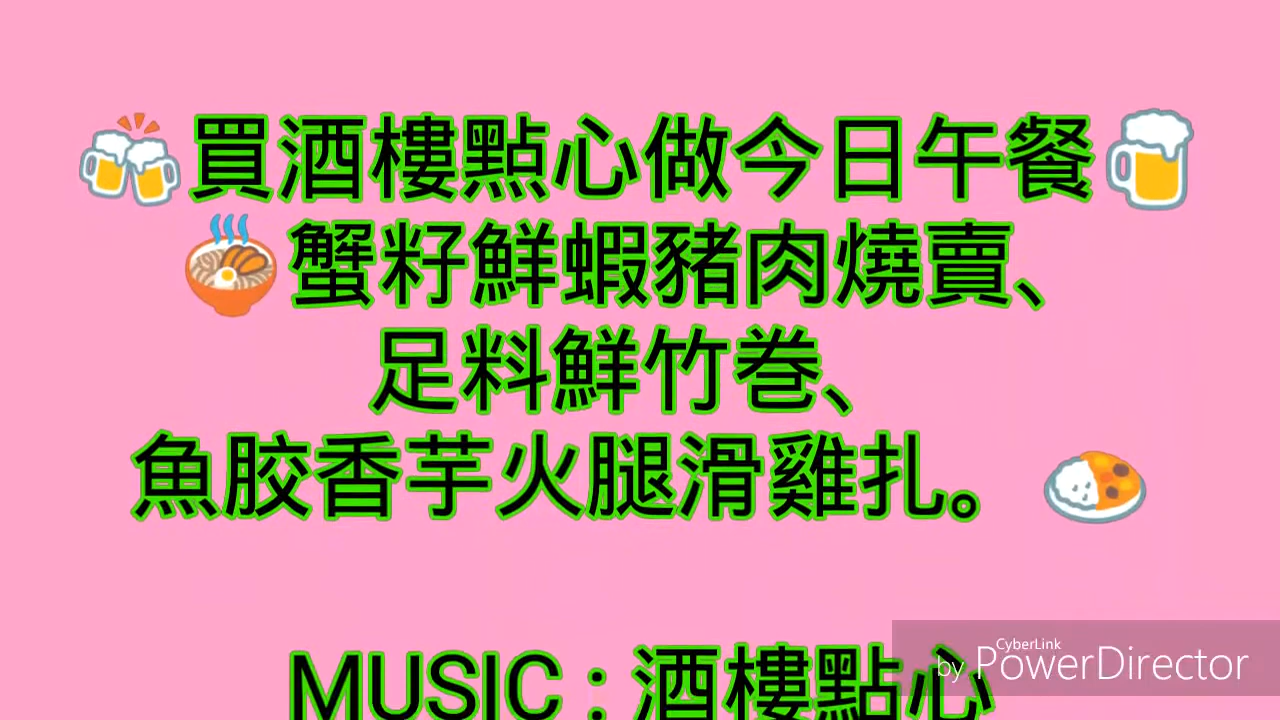 🍻買酒樓點心做今日午餐🍺
🍜蟹籽鮮蝦豬肉燒賣、
足料鮮竹巻、
魚胶香芋火腿滑雞扎。 🍛
MUSIC : 酒樓點心
CyberLink
by PowerDirector